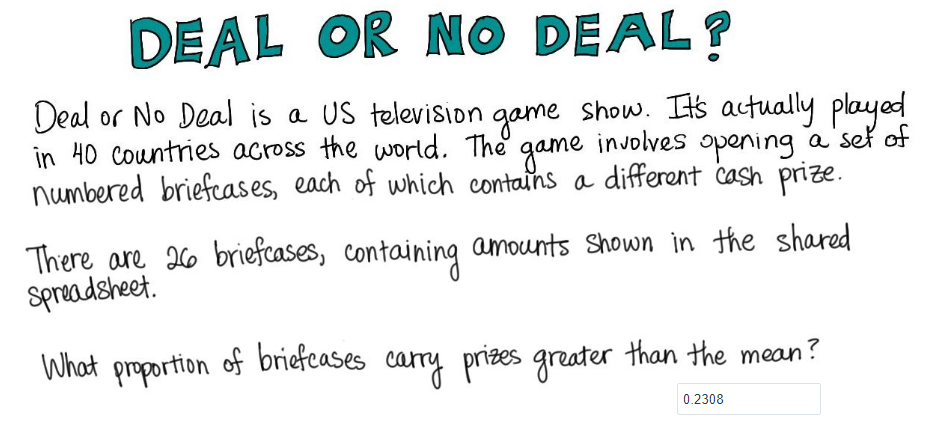 DEAL OR NO DEAL?
Deal or No Deal is a US television game show. It's actually played
in 40 countries across the world. The game involves opening a set of
numbered briefcases, each of which contains a different cash prize.
There are 26 briefcases, containing amounts shown in the shared
spreadsheet.
What proportion of briefcases carry prizes greater than the mean?
0.2308